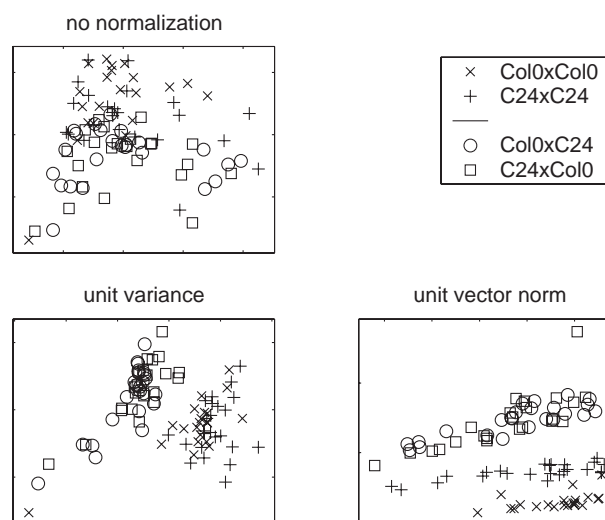 no normalization
Col0xCol0
C24xC24
Col0xC24
C24xCol0
unit variance
unit vector norm